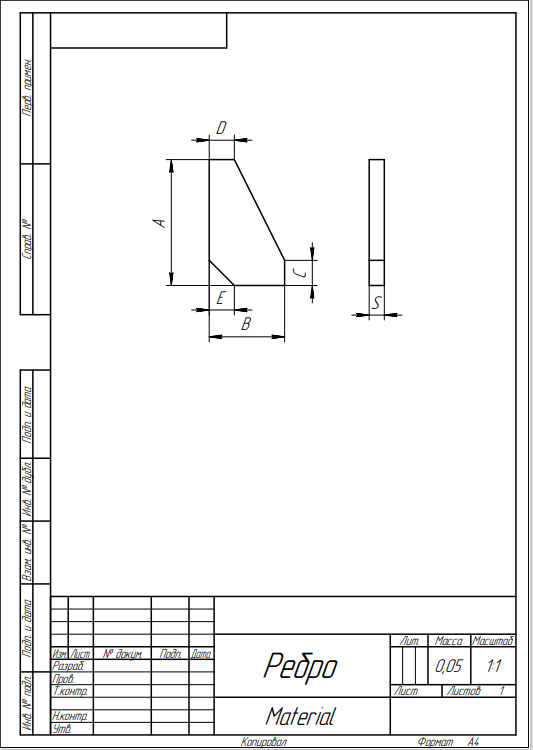 Перв. примен.
Справ. №
Подп. и дата
Инв. № дубл.
Взам. инв. №
Подп. и дата
Инв. № подл.
D
A
C
E
B
S
Изм. Лист № докум. Подп. Дата
Разраб.
Пров.
Т.контр.
Н.контр.
Утв.
Ребро
Material
Лит. Масса Масштаб
0,05 1:1
Лист Листов 1
Копировал Формат А4